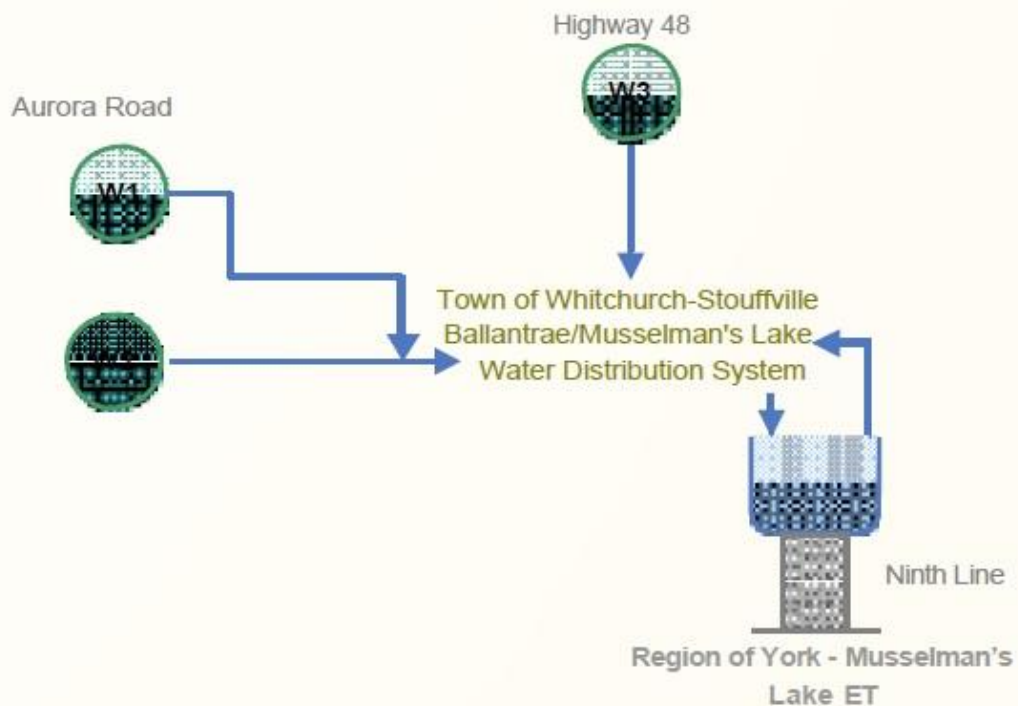 Highway 48
W3
Aurora Road
W1
Town of Whitchurch-Stouffville
Ballantrae/Musselman's Lake
Water Distribution System
Ninth Line
Region of York - Musselman's
Lake ET